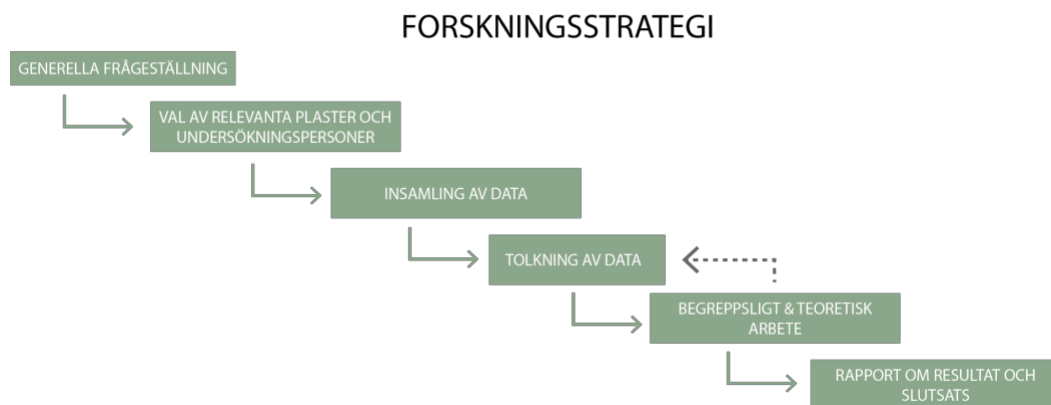 FORSKNINGSSTRATEGI
GENERELLA FRÅGESTÄLLNING
VAL AV RELEVANTA PLASTER OCH
UNDERSÖKNINGSPERSONER
INSAMLING AV DATA
TOLKNING AV DATA
BEGREPPSLIGT & TEORETISK
ARBETE
RAPPORT OM RESULTAT OCH
SLUTSATS